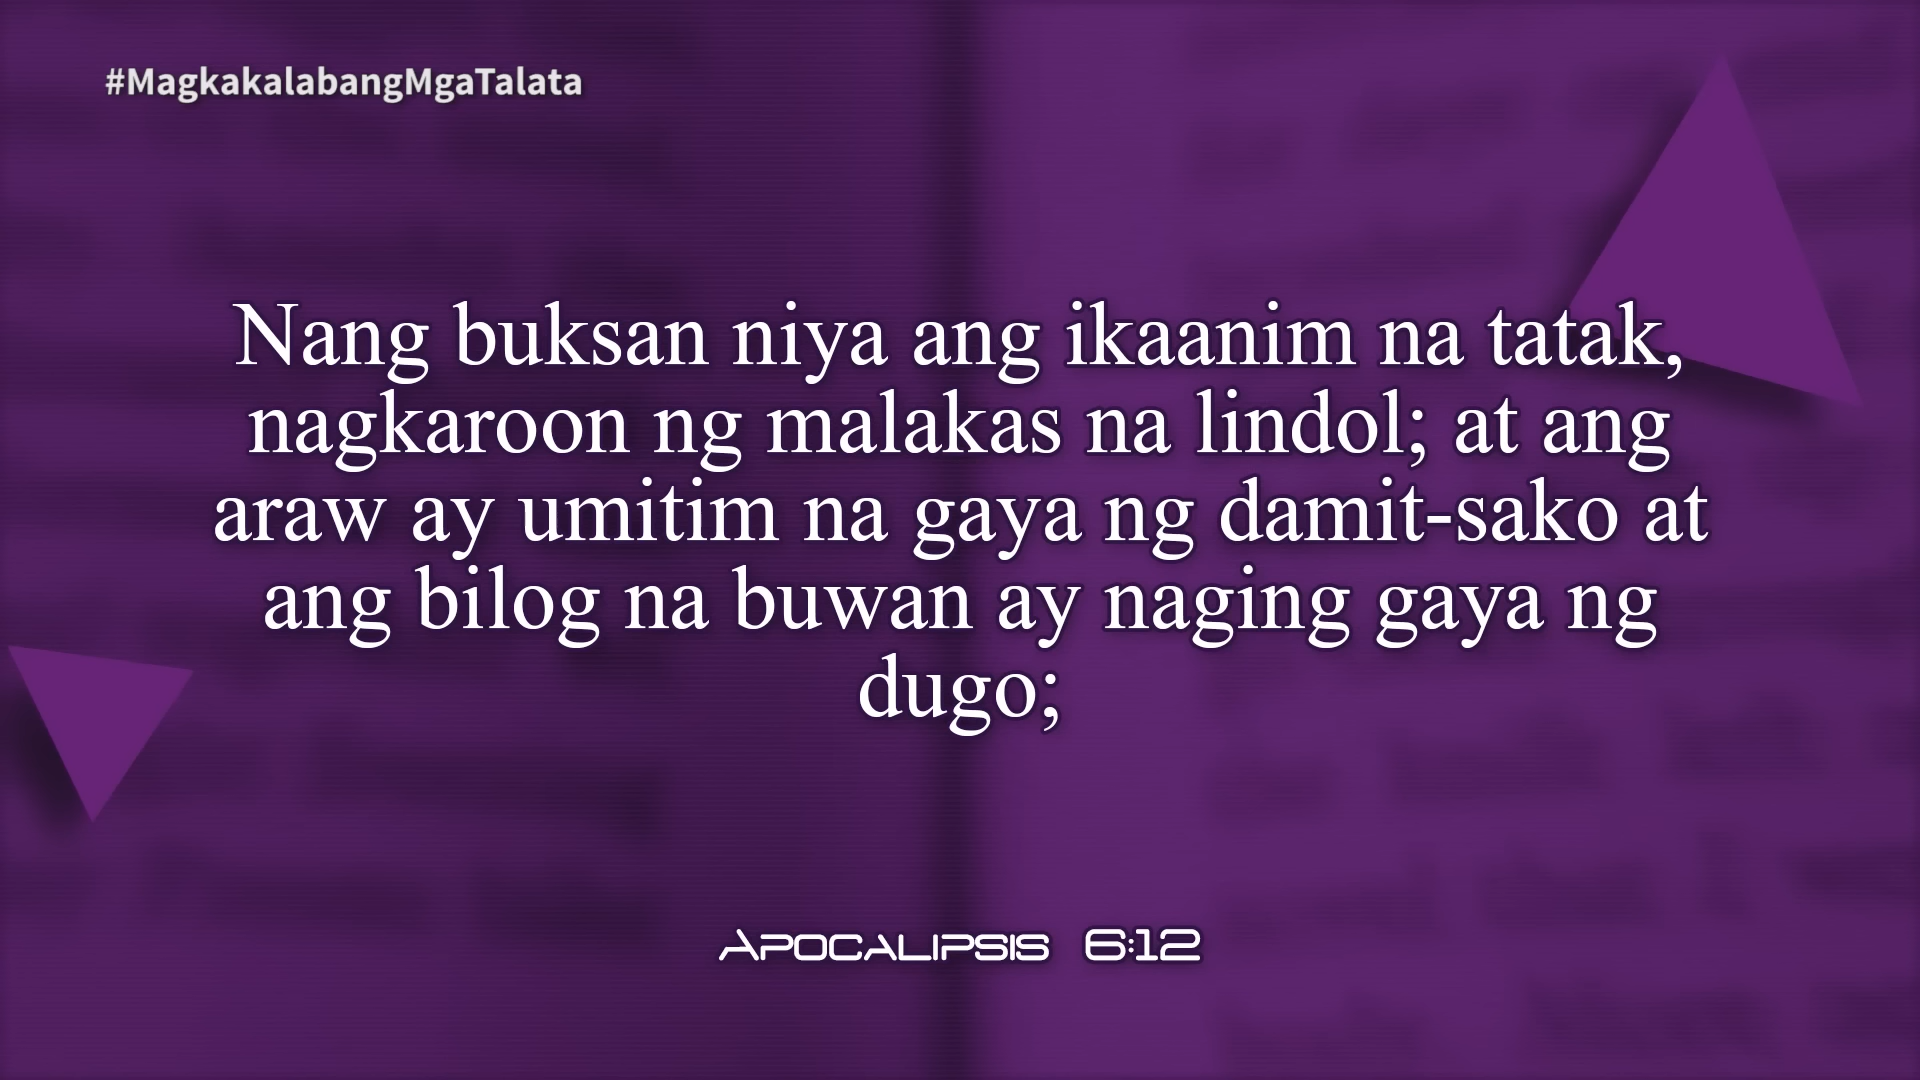 #MagkakalabangMgaTalata
Nang buksan niya ang ikaanim na tatak,
nagkaroon ng malakas na lindol; at ang
araw ay umitim na gaya ng damit-sako at
ang bilog na buwan ay naging gaya ng
dugo;
Apocalipsis 6:12